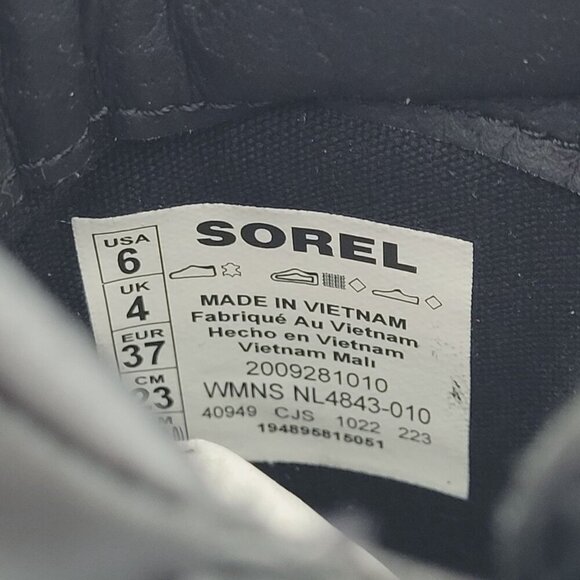 SOREL
USA
6
UK
4
EUR
37
CM
23
MADE IN VIETNAM
Fabriqué Au Vietnam
Hecho en Vietnam
Vietnam Malı
2009281010
WMNS NL4843-010
40949 CJS 1022 223
194895815051